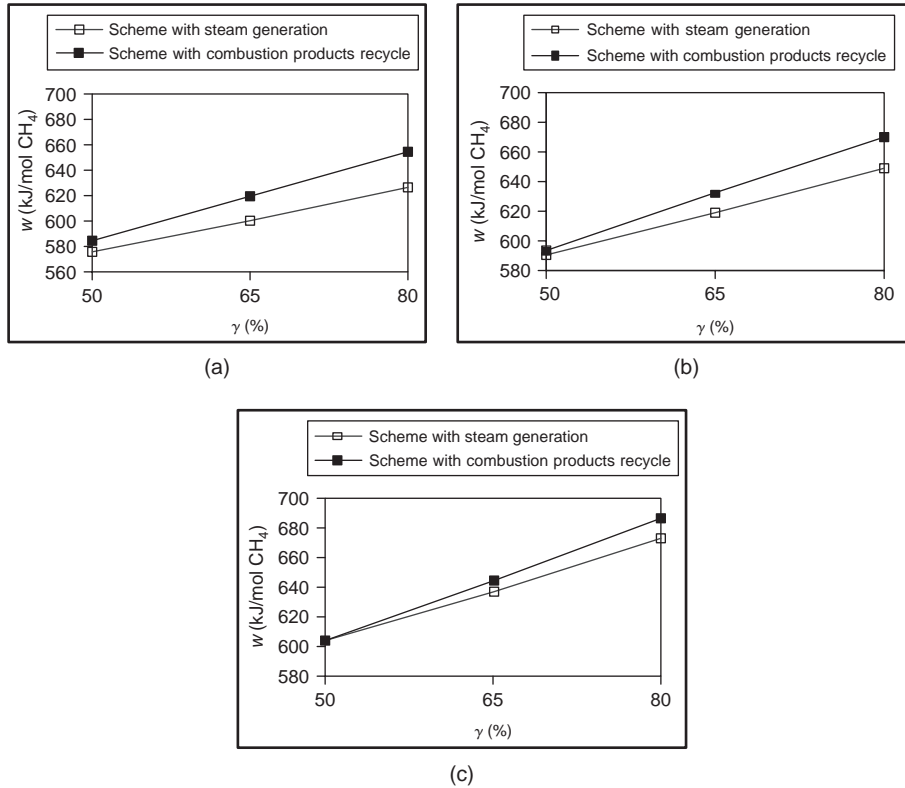 Scheme with steam generation
Scheme with combustion products recycle
700
680
660
640
620
600
580
560
w (kJ/mol CH₄)
50
65
80
γ (%)
(a)
Scheme with steam generation
Scheme with combustion products recycle
700
680
660
640
620
600
580
w (kJ/mol CH₄)
50
65
80
γ (%)
(b)
Scheme with steam generation
Scheme with combustion products recycle
700
680
660
640
620
600
580
w (kJ/mol CH₄)
50
65
80
γ (%)
(c)